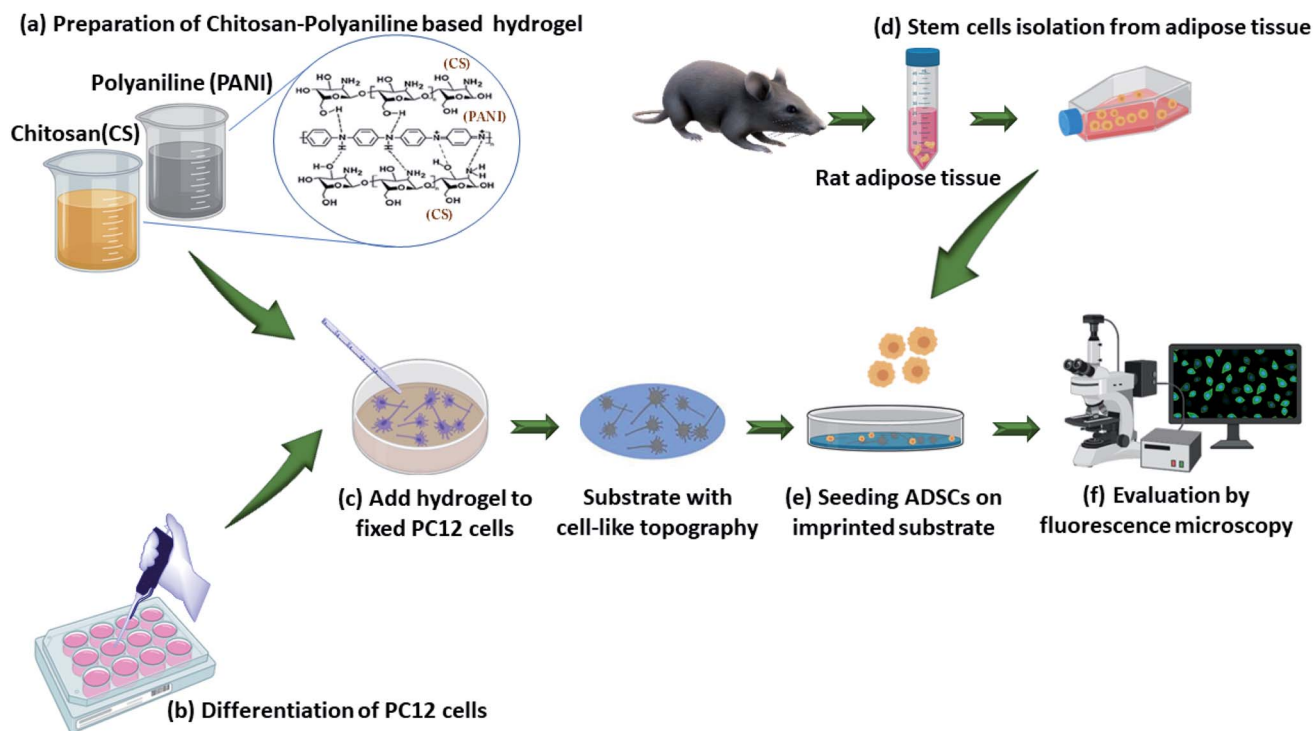 (a) Preparation of Chitosan-Polyaniline based hydrogel
Polyaniline (PANI)
Chitosan(CS)
(CS)
(PANI)
(CS)
(d) Stem cells isolation from adipose tissue
Rat adipose tissue
(c) Add hydrogel to
fixed PC12 cells
Substrate with
cell-like topography
(e) Seeding ADSCs on
imprinted substrate
(f) Evaluation by
fluorescence microscopy
(b) Differentiation of PC12 cells